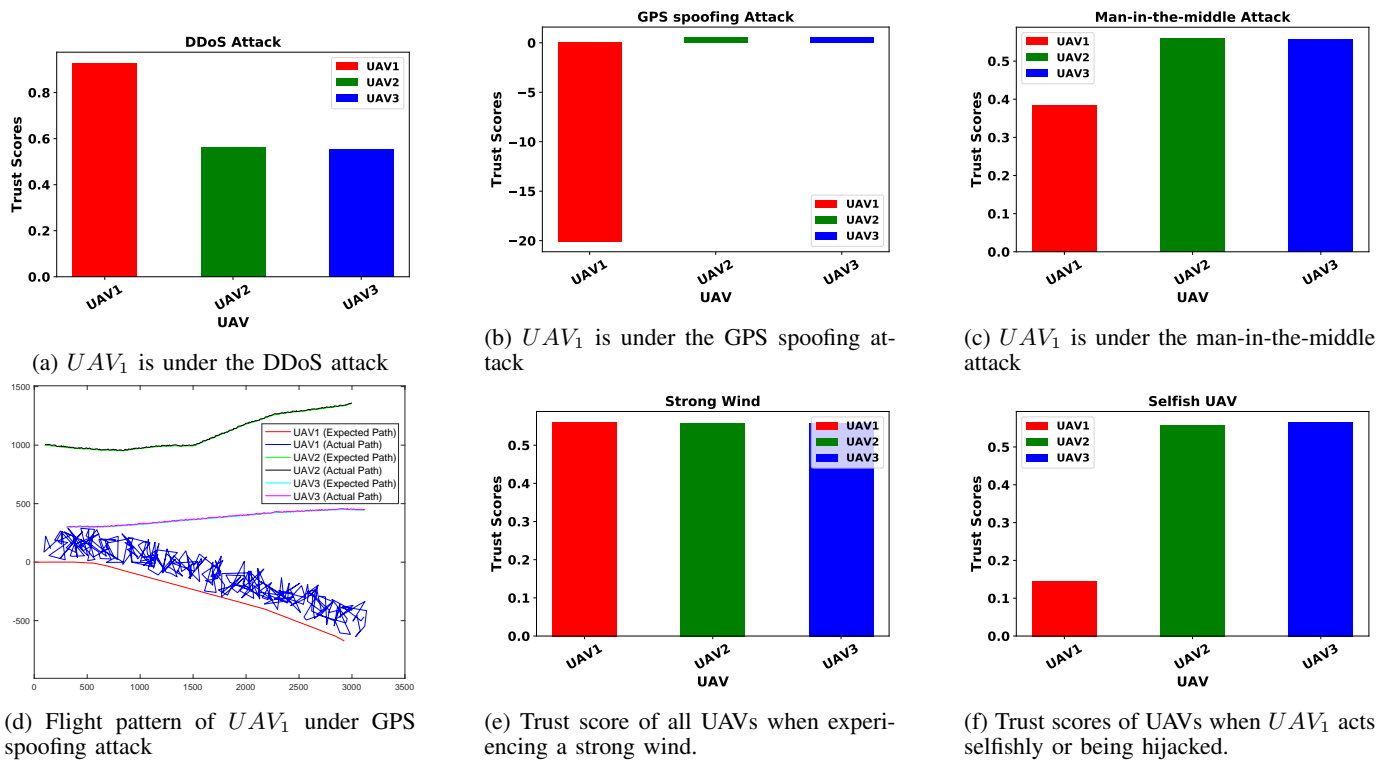 DDoS Attack
Trust Scores
0.8
0.6
0.4
0.2
0.0
UAV1
UAV2
UAV3
UAV1
UAV2
UAV3
UAV
(a) UAV1 is under the DDoS attack
GPS spoofing Attack
Trust Scores
0
−5
−10
−15
−20
UAV1
UAV2
UAV3
UAV1
UAV2
UAV3
UAV
(b) UAV1 is under the GPS spoofing at-
tack
Man-in-the-middle Attack
Trust Scores
0.5
0.4
0.3
0.2
0.1
0.0
UAV1
UAV2
UAV3
UAV1
UAV2
UAV3
UAV
(c) UAV1 is under the man-in-the-middle
attack
1500
1000
500
0
-500
UAV1 (Expected Path)
UAV1 (Actual Path)
UAV2 (Expected Path)
UAV2 (Actual Path)
UAV3 (Expected Path)
UAV3 (Actual Path)
0
500
1000
1500
2000
2500
3000
3500
(d) Flight pattern of UAV1 under GPS
spoofing attack
Strong Wind
Trust Scores
0.5
0.4
0.3
0.2
0.1
0.0
UAV1
UAV2
UAV3
UAV1
UAV2
UAV3
UAV
(e) Trust score of all UAVs when experi-
encing a strong wind.
Selfish UAV
Trust Scores
0.5
0.4
0.3
0.2
0.1
0.0
UAV1
UAV2
UAV3
UAV1
UAV2
UAV3
UAV
(f) Trust scores of UAVs when UAV1 acts
selfishly or being hijacked.